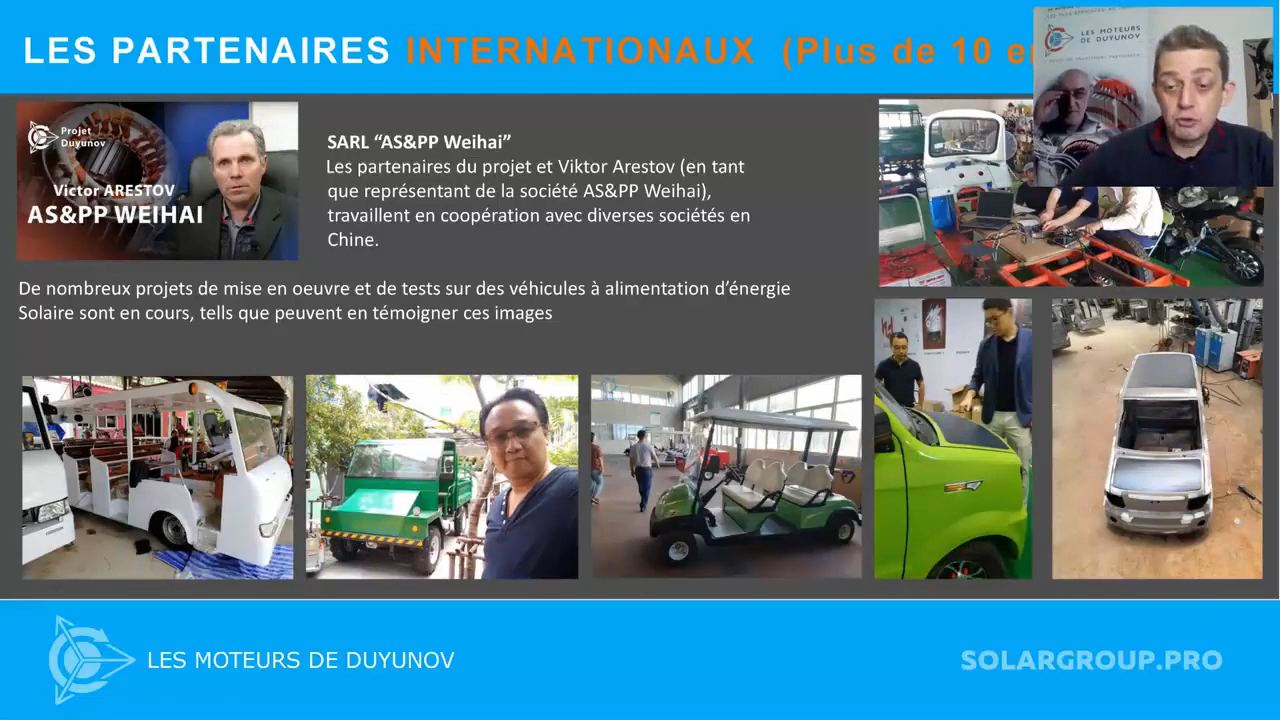 LES PARTENAIRES INTERNATIONAUX (Plus de 10 en
LES MOTEURS
DE DUYUNOV
Projet
Duyunov
Victor ARESTOV
AS&PP WEIHAI
SARL “AS&PP Weihai”
Les partenaires du projet et Viktor Arestov (en tant
que représentant de la société AS&PP Weihai),
travaillent en coopération avec diverses sociétés en
Chine.
De nombreux projets de mise en oeuvre et de tests sur des véhicules à alimentation d’énergie
Solaire sont en cours, tells que peuvent en témoigner ces images
LES MOTEURS DE DUYUNOV
SOLARGROUP.PRO